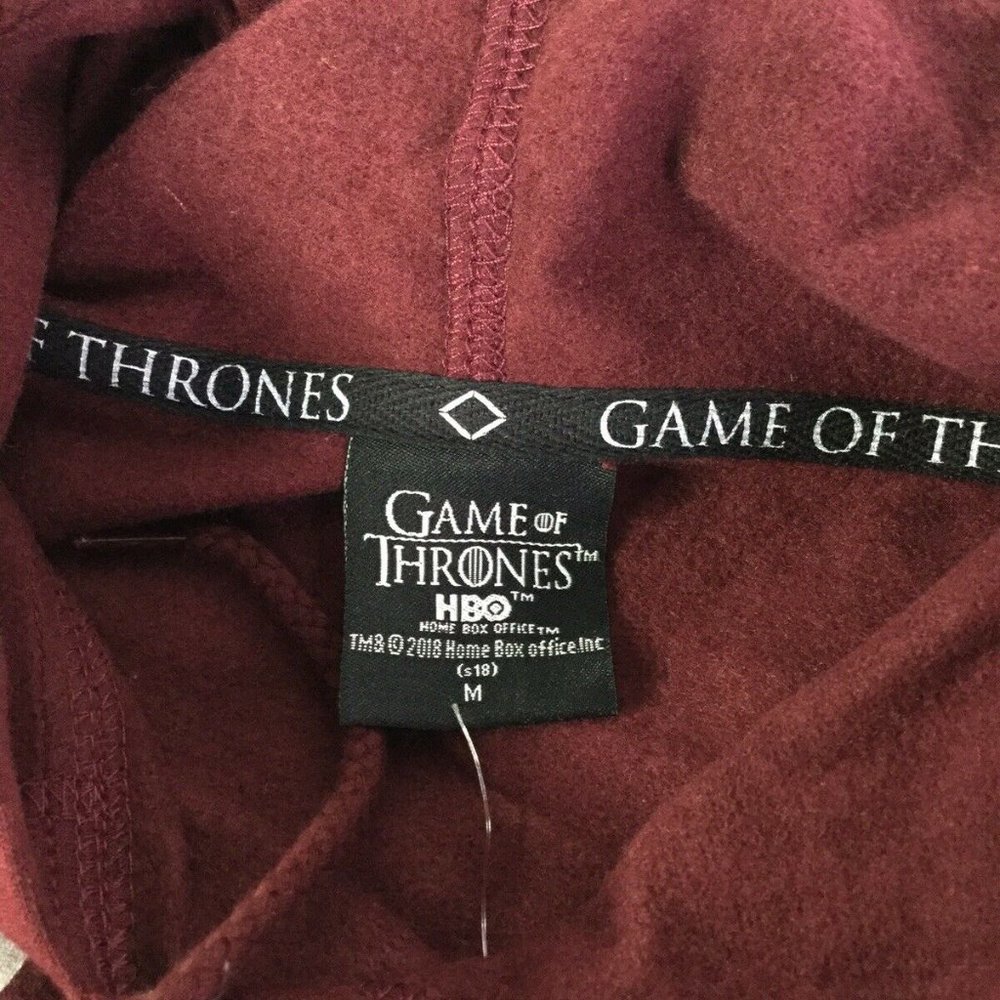 F THRONES GAME OF TH
GAME OF
THRONES™
HBO™
HOME BOX OFFICE™
TM& © 2018 Home Box office.Inc
(s18)
M